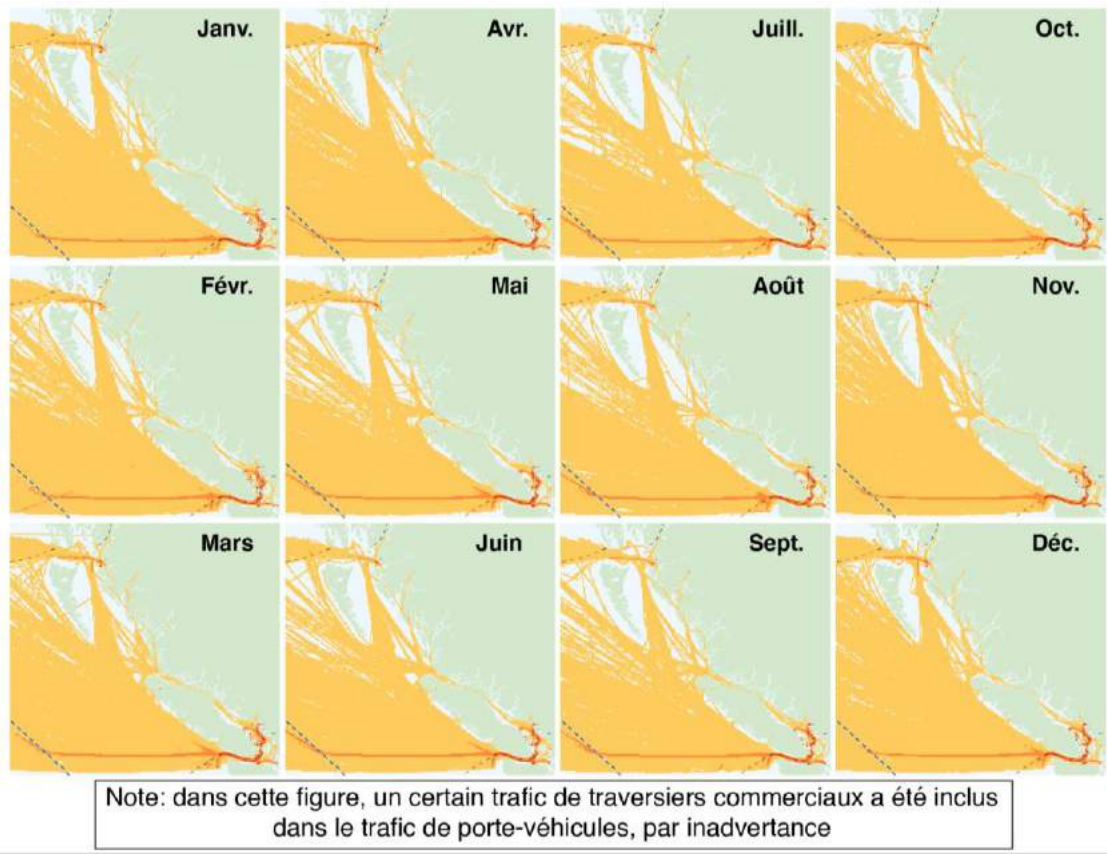 Janv.
Avr.
Juill.
Oct.
Févr.
Mai
Août
Nov.
Mars
Juin
Sept.
Déc.
Note: dans cette figure, un certain trafic de traversiers commerciaux a été inclus
dans le trafic de porte-véhicules, par inadvertance